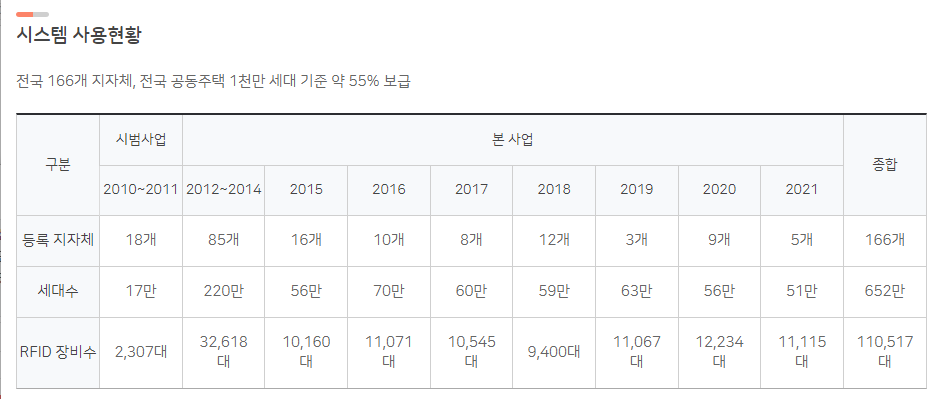 시스템 사용현황
전국 166개 지자체, 전국 공동주택 1천만 세대 기준 약 55% 보급
구분 시범사업 본 사업 종합
2010~2011 2012~2014 2015 2016 2017 2018 2019 2020 2021
등록 지자체 18개 85개 16개 10개 8개 12개 3개 9개 5개 166개
세대수 17만 220만 56만 70만 60만 59만 63만 56만 51만 652만
RFID 장비수 2,307대 32,618대 10,160대 11,071대 10,545대 9,400대 11,067대 12,234대 11,115대 110,517대